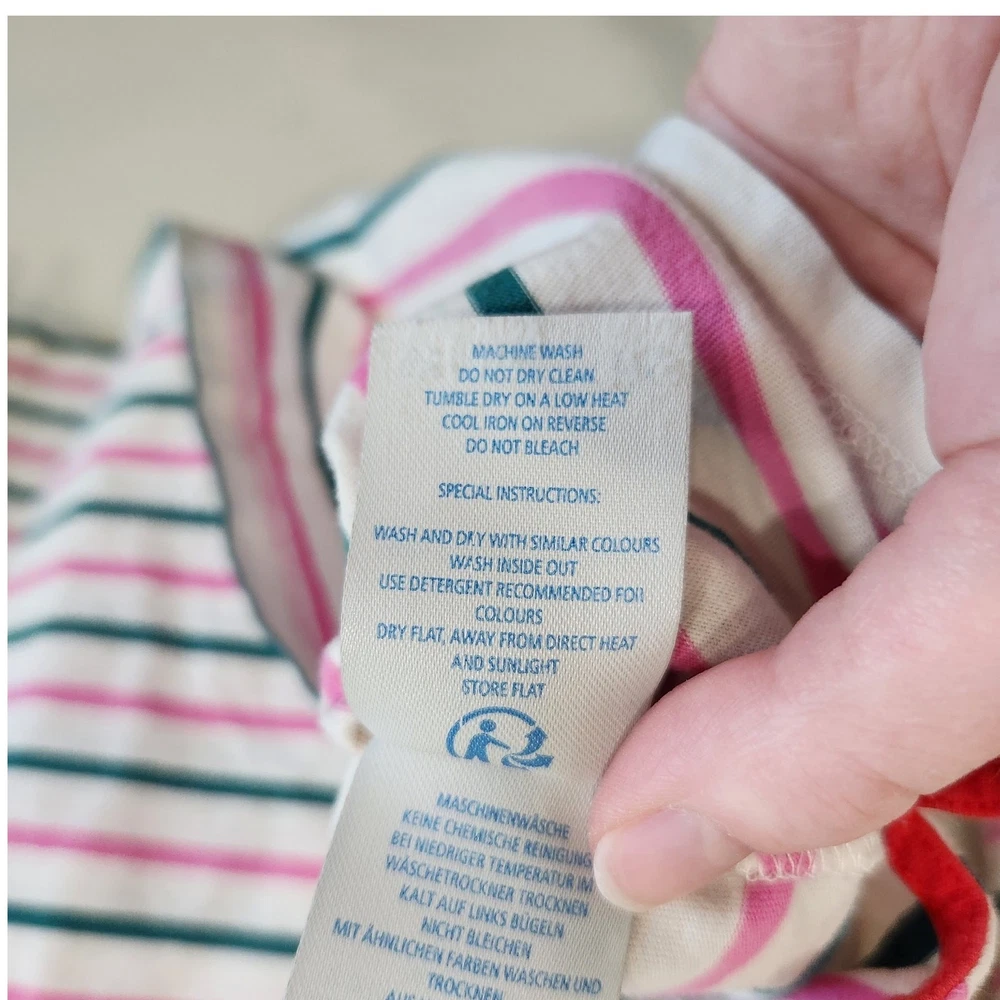 MACHINE WASH
DO NOT DRY CLEAN
TUMBLE DRY ON A LOW HEAT
COOL IRON ON REVERSE
DO NOT BLEACH
SPECIAL INSTRUCTIONS:
WASH AND DRY WITH SIMILAR COLOURS
WASH INSIDE OUT
USE DETERGENT RECOMMENDED FOR
COLOURS
DRY FLAT, AWAY FROM DIRECT HEAT
AND SUNLIGHT
STORE FLAT
MASCHINENWÄSCHE
KEINE CHEMISCHE REINIGUNG
BEI NIEDRIGER TEMPERATUR IM
WÄSCHETROCKNER TROCKNEN
KALT AUF LINKS BÜGELN
NICHT BLEICHEN
MIT ÄHNLICHEN FARBEN WASCHEN UND
TROCKNEN